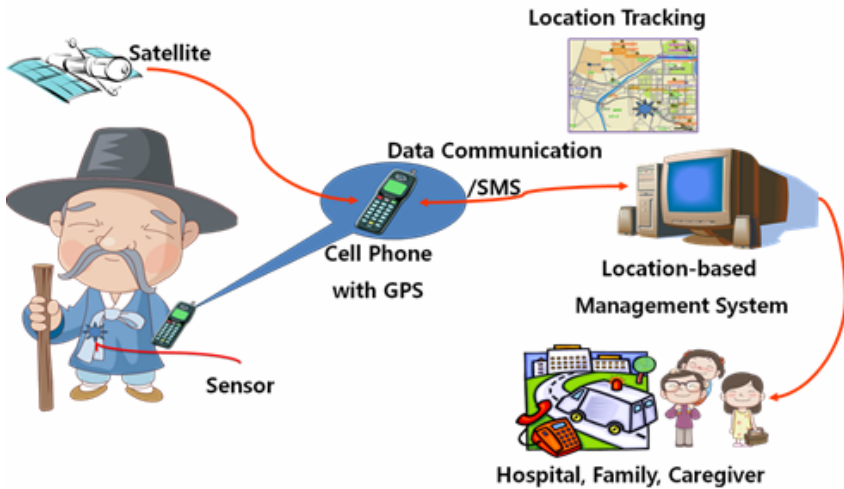 Location Tracking
Satellite
Data Communication
/SMS
Cell Phone
with GPS
Location-based
Management System
Sensor
Hospital, Family, Caregiver